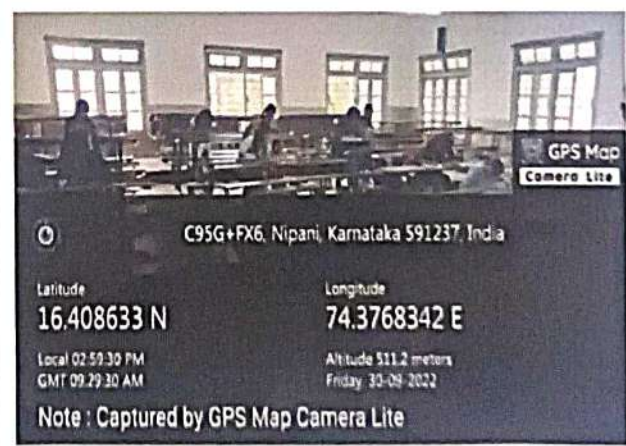 GPS Map
Camera Lite
C95G+FX6, Nipani, Karnataka 591237, India
Latitude
16.408633 N
Longitude
74.3768342 E
Local 02:59:30 PM
GMT 09:29:30 AM
Altitude 511.2 meters
Friday, 30-09-2022
Note : Captured by GPS Map Camera Lite